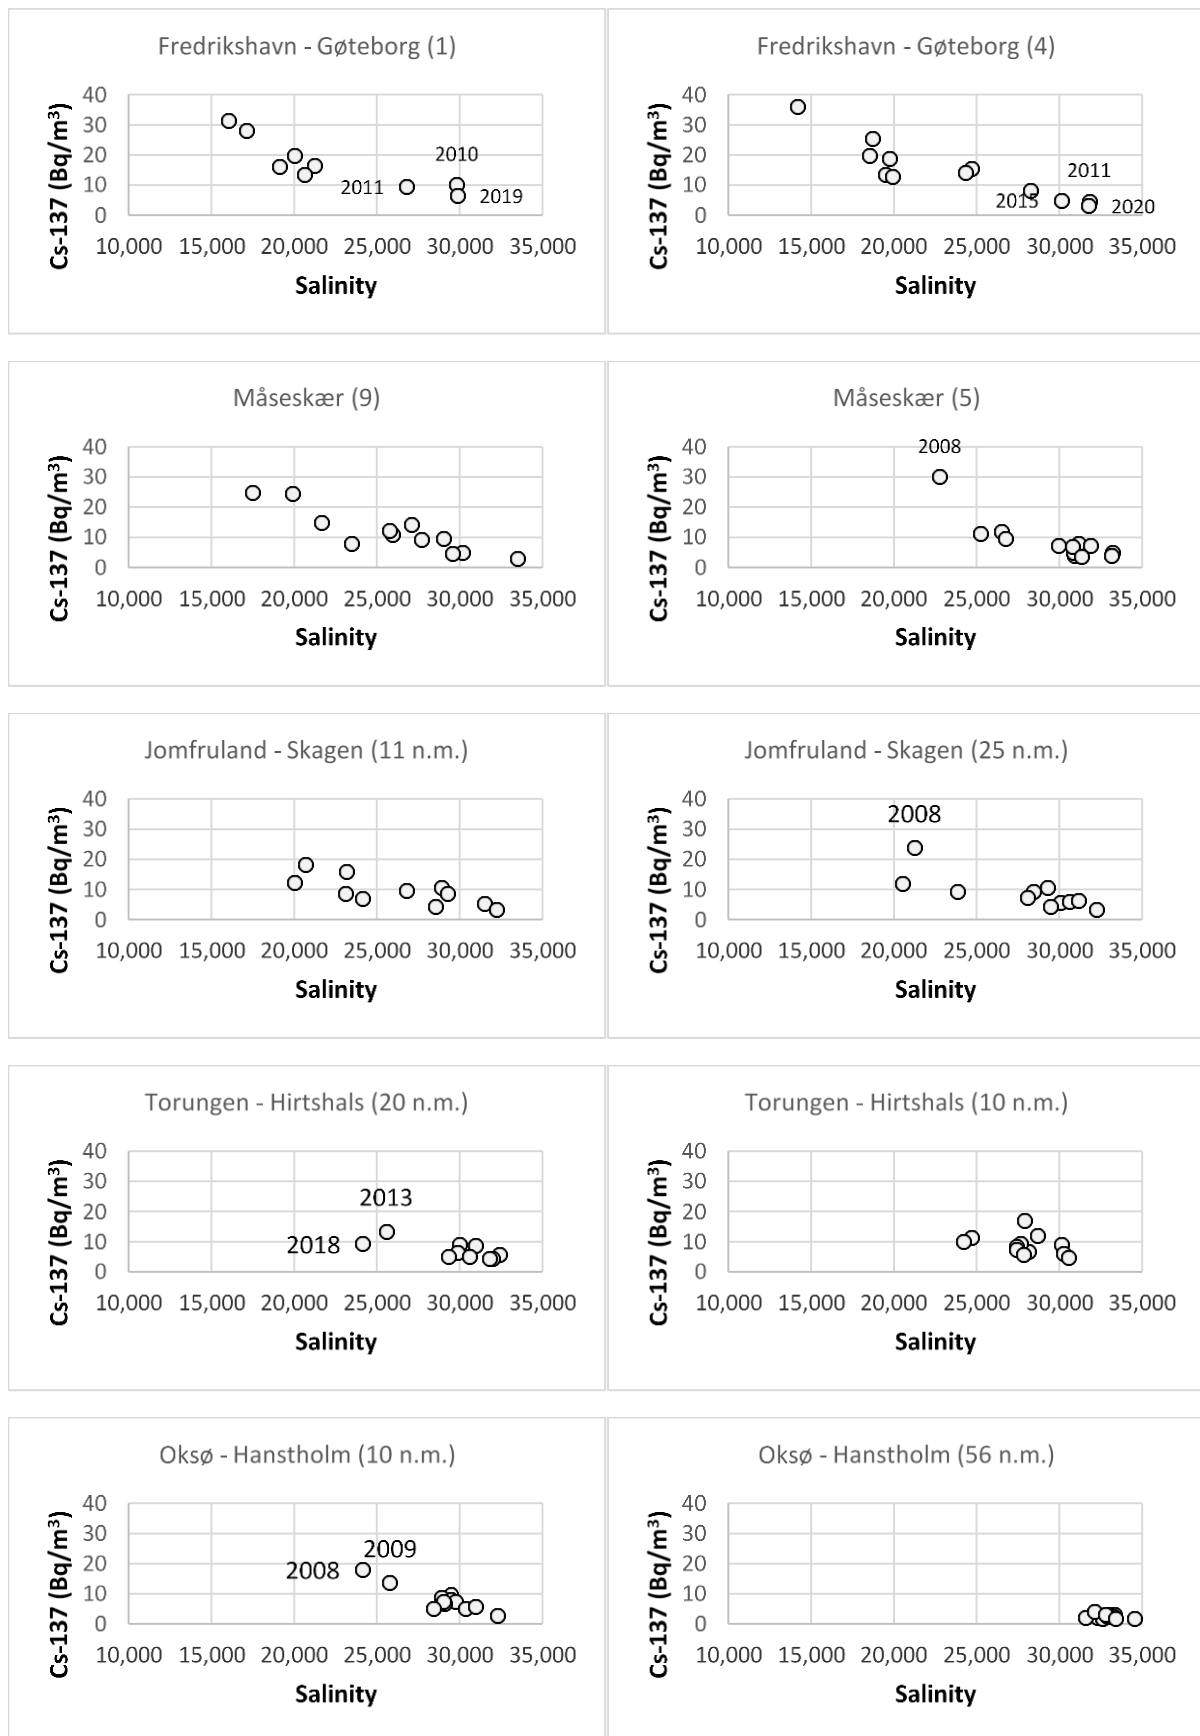 Fredrikshavn - Gøteborg (1)
Cs-137 (Bq/m³)
40
30
20
10
0
2010
2011
2019
10,000 15,000 20,000 25,000 30,000 35,000
Salinity
Fredrikshavn - Gøteborg (4)
Cs-137 (Bq/m³)
40
30
20
10
0
2011
2015
2020
10,000 15,000 20,000 25,000 30,000 35,000
Salinity
Måseskær (9)
Cs-137 (Bq/m³)
40
30
20
10
0
10,000 15,000 20,000 25,000 30,000 35,000
Salinity
Måseskær (5)
Cs-137 (Bq/m³)
40
30
20
10
0
2008
10,000 15,000 20,000 25,000 30,000 35,000
Salinity
Jomfruland - Skagen (11 n.m.)
Cs-137 (Bq/m³)
40
30
20
10
0
10,000 15,000 20,000 25,000 30,000 35,000
Salinity
Jomfruland - Skagen (25 n.m.)
Cs-137 (Bq/m³)
40
30
20
10
0
2008
10,000 15,000 20,000 25,000 30,000 35,000
Salinity
Torungen - Hirtshals (20 n.m.)
Cs-137 (Bq/m³)
40
30
20
10
0
2013
2018
10,000 15,000 20,000 25,000 30,000 35,000
Salinity
Torungen - Hirtshals (10 n.m.)
Cs-137 (Bq/m³)
40
30
20
10
0
10,000 15,000 20,000 25,000 30,000 35,000
Salinity
Oksø - Hanstholm (10 n.m.)
Cs-137 (Bq/m³)
40
30
20
10
0
2009
2008
10,000 15,000 20,000 25,000 30,000 35,000
Salinity
Oksø - Hanstholm (56 n.m.)
Cs-137 (Bq/m³)
40
30
20
10
0
10,000 15,000 20,000 25,000 30,000 35,000
Salinity